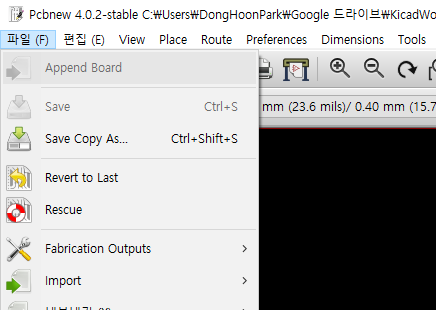 Pcbnew 4.0.2-stable C:₩Users₩DongHoonPark₩Google 드라이브₩KicadWo
파일 (F) 편집 (E) View Place Route Preferences Dimensions Tools
Append Board
Save Ctrl+S
mm (23.6 mils)/ 0.40 mm (15.7
Save Copy As... Ctrl+Shift+S
Revert to Last
Rescue
Fabrication Outputs
Import